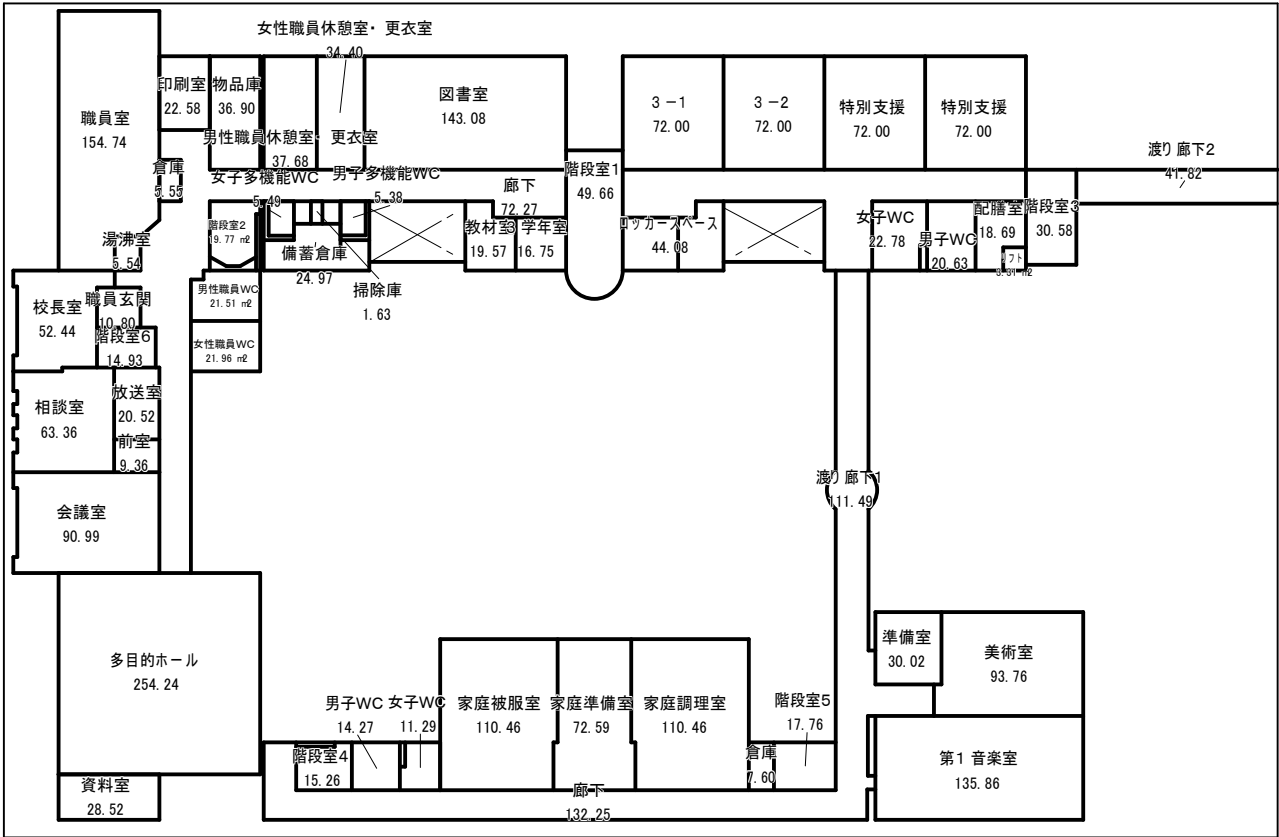 女性職員休憩室・更衣室
34.40
職員室
154.74
印刷室
22.58
物品庫
36.90
男性職員休憩室・更衣室
37.68
図書室
143.08
3-1
72.00
3-2
72.00
特別支援
72.00
特別支援
72.00
渡り廊下2
41.82
倉庫
5.55
女子多機能WC
5.49
男子多機能WC
5.38
廊下
72.27
階段室1
49.66
階段室2
19.77 ㎡
備蓄倉庫
24.97
掃除庫
1.63
教材室3
19.57
学年室
16.75
ロッカースペース
44.08
女子WC
22.78
男子WC
20.63
配膳室
18.69
リフト
階段室3
30.58
湯沸室
5.54
校長室
52.44
職員玄関
10.80
階段室6
14.93
男性職員WC
21.51 ㎡
女性職員WC
21.96 ㎡
相談室
63.36
放送室
20.52
前室
9.36
会議室
90.99
渡り廊下1
111.49
多目的ホール
254.24
資料室
28.52
男子WC
14.27
女子WC
11.29
階段室4
15.26
家庭被服室
110.46
家庭準備室
72.59
家庭調理室
110.46
階段室5
17.76
倉庫
7.60
廊下
132.25
準備室
30.02
美術室
93.76
第1音楽室
135.86